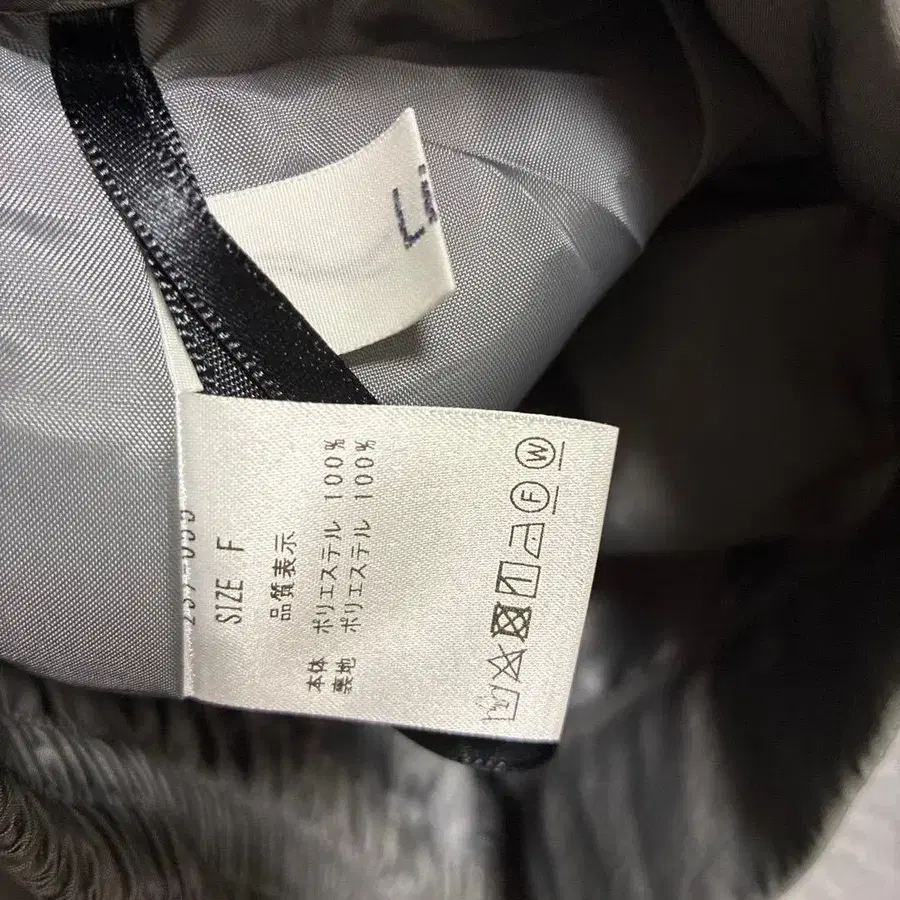 Li
SIZE F
品質表示
本体 ポリエステル 100%
裏地 ポリエステル 100%
F W